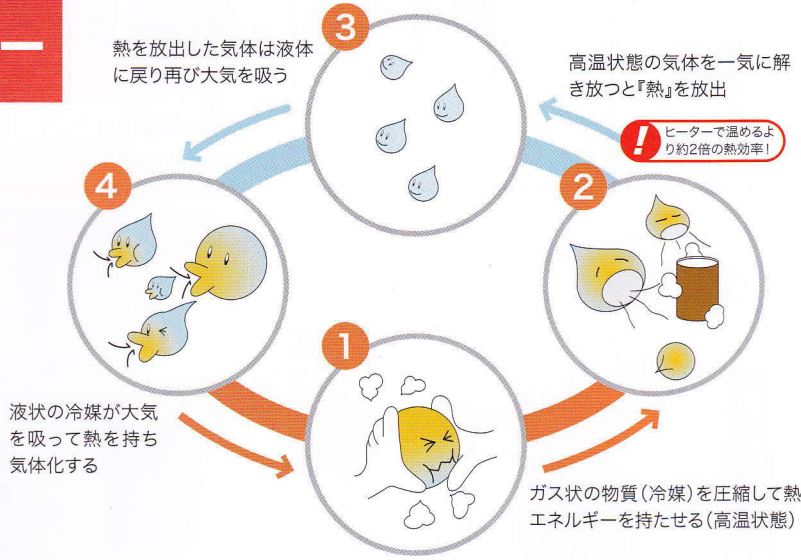 ー
3
熱を放出した気体は液体
に戻り再び大気を吸う
高温状態の気体を一気に解
き放つと『熱』を放出
! ヒーターで温めるよ
り約2倍の熱効率!
4
2
1
液状の冷媒が大気
を吸って熱を持ち
気体化する
ガス状の物質(冷媒)を圧縮して熱
エネルギーを持たせる(高温状態)